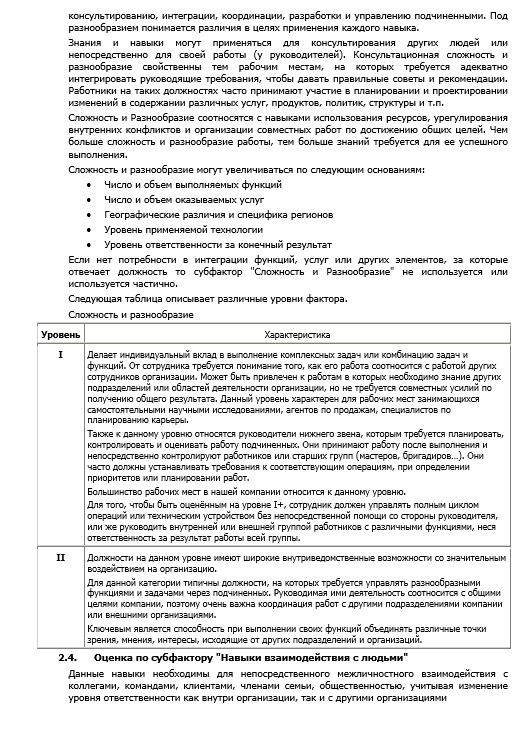 консультированию, интеграции, координации, разработки и управлению подчиненными. Под
разнообразием понимается различия в целях применения каждого навыка.
Знания и навыки могут применяться для консультирования других людей или
непосредственно для своей работы (у руководителей). Консультационная сложность и
разнообразие свойственны тем рабочим местам, на которых требуется адекватно
интегрировать руководящие требования, чтобы давать правильные советы и рекомендации.
Работники на таких должностях часто принимают участие в планировании и проектировании
изменений в содержании различных услуг, продуктов, политик, структуры и т.п.
Сложность и Разнообразие соотносятся с навыками использования ресурсов, урегулирования
внутренних конфликтов и организации совместных работ по достижению общих целей. Чем
больше сложность и разнообразие работы, тем больше знаний требуется для ее успешного
выполнения.
Сложность и разнообразие могут увеличиваться по следующим основаниям:
• Число и объем выполняемых функций
• Число и объем оказываемых услуг
• Географические различия и специфика регионов
• Уровень применяемой технологии
• Уровень ответственности за конечный результат
Если нет потребности в интеграции функций, услуг или других элементов, за которые
отвечает должность то субфактор "Сложность и Разнообразие" не используется или
используется частично.
Следующая таблица описывает различные уровни фактора.
Сложность и разнообразие
Уровень Характеристика
I Делает индивидуальный вклад в выполнение комплексных задач или комбинацию задач и
функций. От сотрудника требуется понимание того, как его работа соотносится с работой других
сотрудников организации. Может быть привлечен к работам в которых необходимо знание других
подразделений или областей деятельности организации, но не требуется совместных усилий по
получению общего результата. Данный уровень характерен для рабочих мест занимающихся
самостоятельными научными исследованиями, агентов по продажам, специалистов по
планированию карьеры.
Также к данному уровню относятся руководители нижнего звена, которым требуется планировать,
контролировать и оценивать работу подчиненных. Они принимают работу после выполнения и
непосредственно контролируют работников или старших групп (мастеров, бригадиров…). Они
часто должны устанавливать требования к соответствующим операциям, при определении
приоритетов или планировании работ.
Большинство рабочих мест в нашей компании относится к данному уровню.
Для того, чтобы быть оценённым на уровне I+, сотрудник должен управлять полным циклом
операций или техническим устройством без непосредственной помощи со стороны руководителя,
или же руководить внутренней или внешней группой работников с различными функциями, неся
ответственность за результат работы всей группы.
II Должности на данном уровне имеют широкие внутриведомственные возможности со значительным
воздействием на организацию.
Для данной категории типичны должности, на которых требуется управлять разнообразными
функциями и задачами через подчиненных. Руководимая ими деятельность соотносится с общими
целями компании, поэтому очень важна координация работ с другими подразделениями компании
или внешними организациями.
Ключевым является способность при выполнении своих функций объединять различные точки
зрения, мнения, интересы, исходящие от других подразделений и организаций.
2.4. Оценка по субфактору "Навыки взаимодействия с людьми"
Данные навыки необходимы для непосредственного межличностного взаимодействия с
коллегами, командами, клиентами, членами семьи, общественностью, учитывая изменение
уровня ответственности как внутри организации, так и с другими организациями